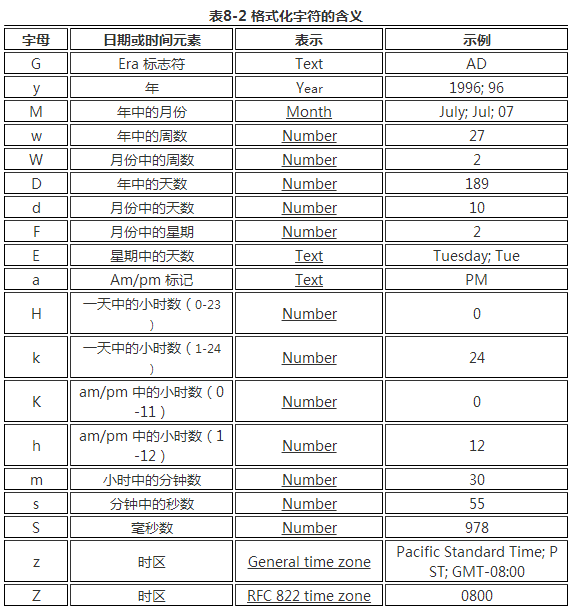 表8-2 格式化字符的含义
字母 日期或时间元素 表示 示例
G Era 标志符 Text AD
y 年 Year 1996; 96
M 年中的月份 Month July; Jul; 07
w 年中的周数 Number 27
W 月份中的周数 Number 2
D 年中的天数 Number 189
d 月份中的天数 Number 10
F 月份中的星期 Number 2
E 星期中的天数 Text Tuesday; Tue
a Am/pm 标记 Text PM
H 一天中的小时数（0-23
） Number 0
k 一天中的小时数（1-24
） Number 24
K am/pm 中的小时数（0
-11） Number 0
h am/pm 中的小时数（1
-12） Number 12
m 小时中的分钟数 Number 30
s 分钟中的秒数 Number 55
S 毫秒数 Number 978
z 时区 General time zone Pacific Standard Time; P
ST; GMT-08:00
Z 时区 RFC 822 time zone 0800